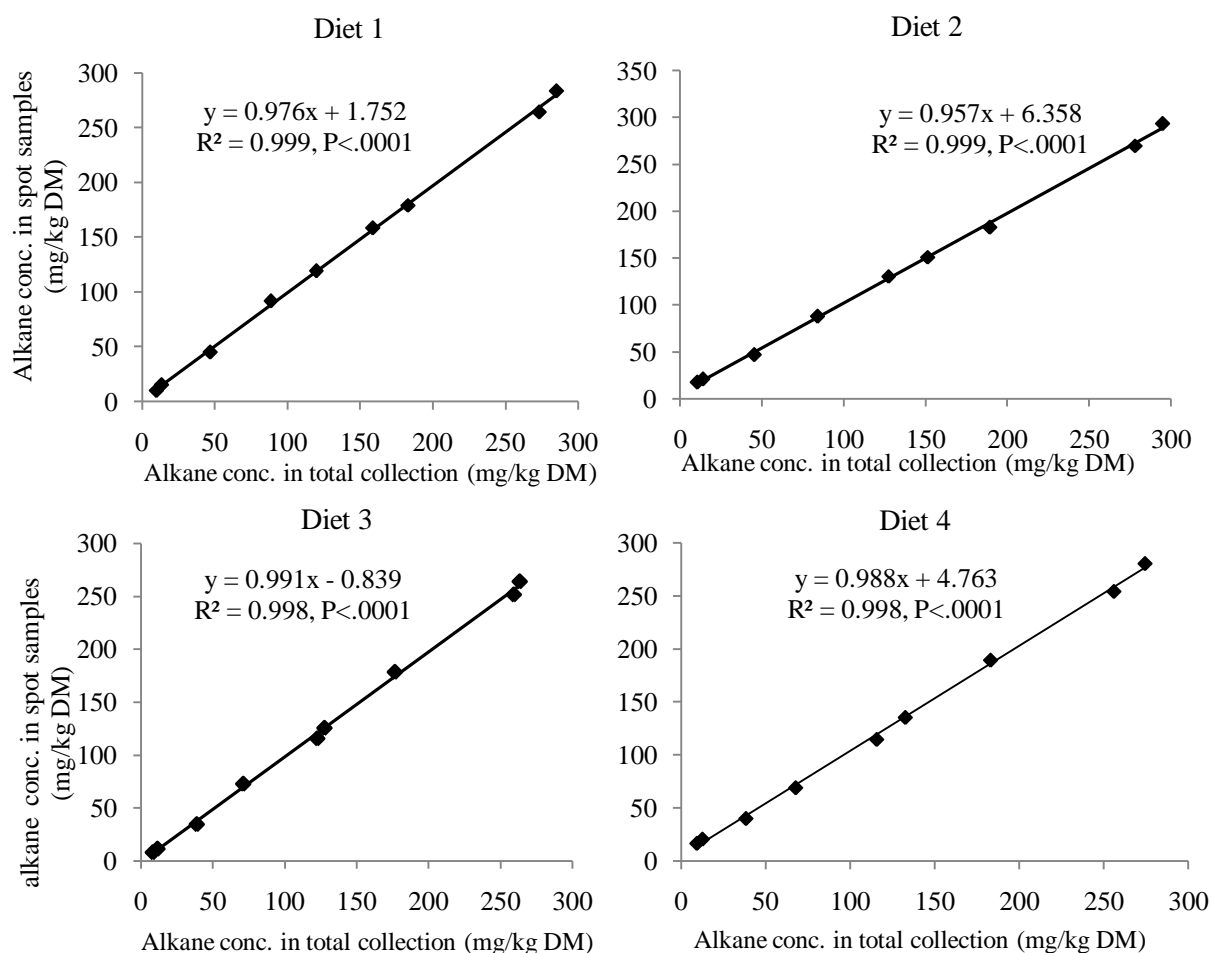 Diet 1
Alkane conc. in spot samples
(mg/kg DM)
300
250
200
150
100
50
0
y = 0.976x + 1.752
R² = 0.999, P<.0001
0 50 100 150 200 250 300
Alkane conc. in total collection (mg/kg DM)
Diet 2
350
300
250
200
150
100
50
0
y = 0.957x + 6.358
R² = 0.999, P<.0001
0 50 100 150 200 250 300
Alkane conc. in total collection (mg/kg DM)
Diet 3
alkane conc. in spot samples
(mg/kg DM)
300
250
200
150
100
50
0
y = 0.991x - 0.839
R² = 0.998, P<.0001
0 50 100 150 200 250 300
Alkane conc. in total collection (mg/kg DM)
Diet 4
300
250
200
150
100
50
0
y = 0.988x + 4.763
R² = 0.998, P<.0001
0 50 100 150 200 250 300
Alkane conc. in total collection (mg/kg DM)